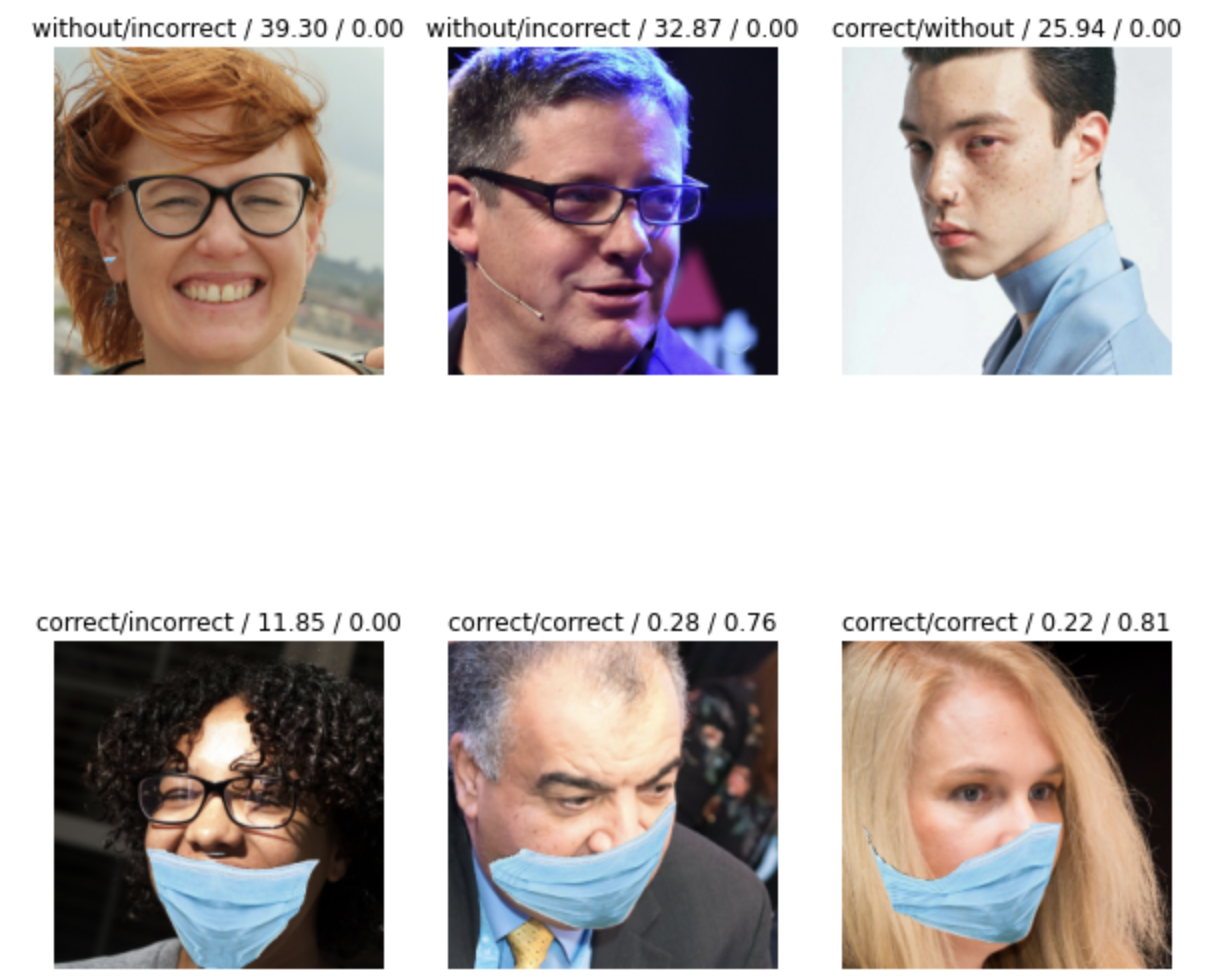 without/incorrect / 39.30 / 0.00
without/incorrect / 32.87 / 0.00
correct/without / 25.94 / 0.00
correct/incorrect / 11.85 / 0.00
correct/correct / 0.28 / 0.76
correct/correct / 0.22 / 0.81